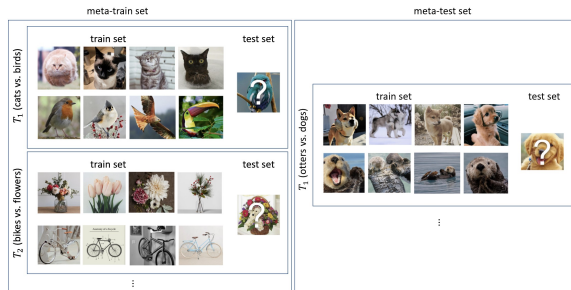 meta-train set
meta-test set
T1 (cats vs. birds)
train set
test set
?
T2 (bikes vs. flowers)
train set
test set
?
⋮
T1 (otters vs. dogs)
train set
test set
?
⋮